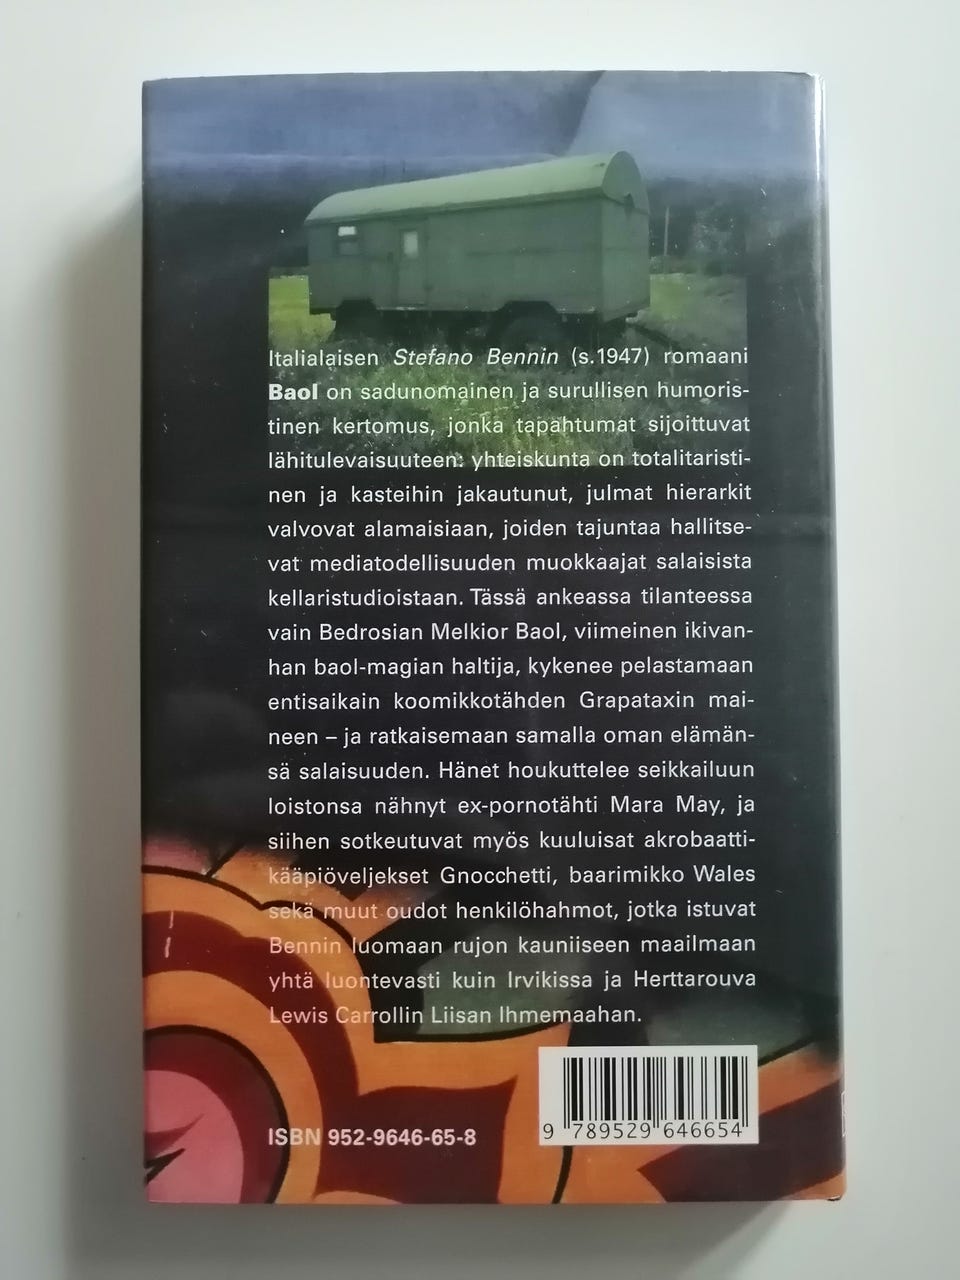 Italialaisen Stefano Bennin (s.1947) romaani
Baol on sadunomainen ja surullisen humoris-
tinen kertomus, jonka tapahtumat sijoittuvat
lähitulevaisuuteen: yhteiskunta on totalitaristi-
nen ja kasteihin jakautunut, julmat hierarkit
valvovat alamaisiaan, joiden tajuntaa hallitse-
vat mediatodellisuuden muokkaajat salaisista
kellaristudioistaan. Tässä ankeassa tilanteessa
vain Bedrosian Melkior Baol, viimeinen ikivan-
han baol-magian haltija, kykenee pelastamaan
entisaikain koomikkotähden Grapataxin mai-
neen – ja ratkaisemaan samalla oman elämän-
sä salaisuuden. Hänet houkuttelee seikkailuun
loistonsa nähnyt ex-pornotähti Mara May, ja
siihen sotkeutuvat myös kuuluisat akrobaatti-
kääpiöveljekset Gnocchetti, baarimikko Wales
sekä muut oudot henkilöhahmot, jotka istuvat
Bennin luomaan rujon kauniiseen maailmaan
yhtä luontevasti kuin Irvikissa ja Herttarouva
Lewis Carrollin Liisan Ihmemaahan.
ISBN 952-9646-65-8
9 789529 646654